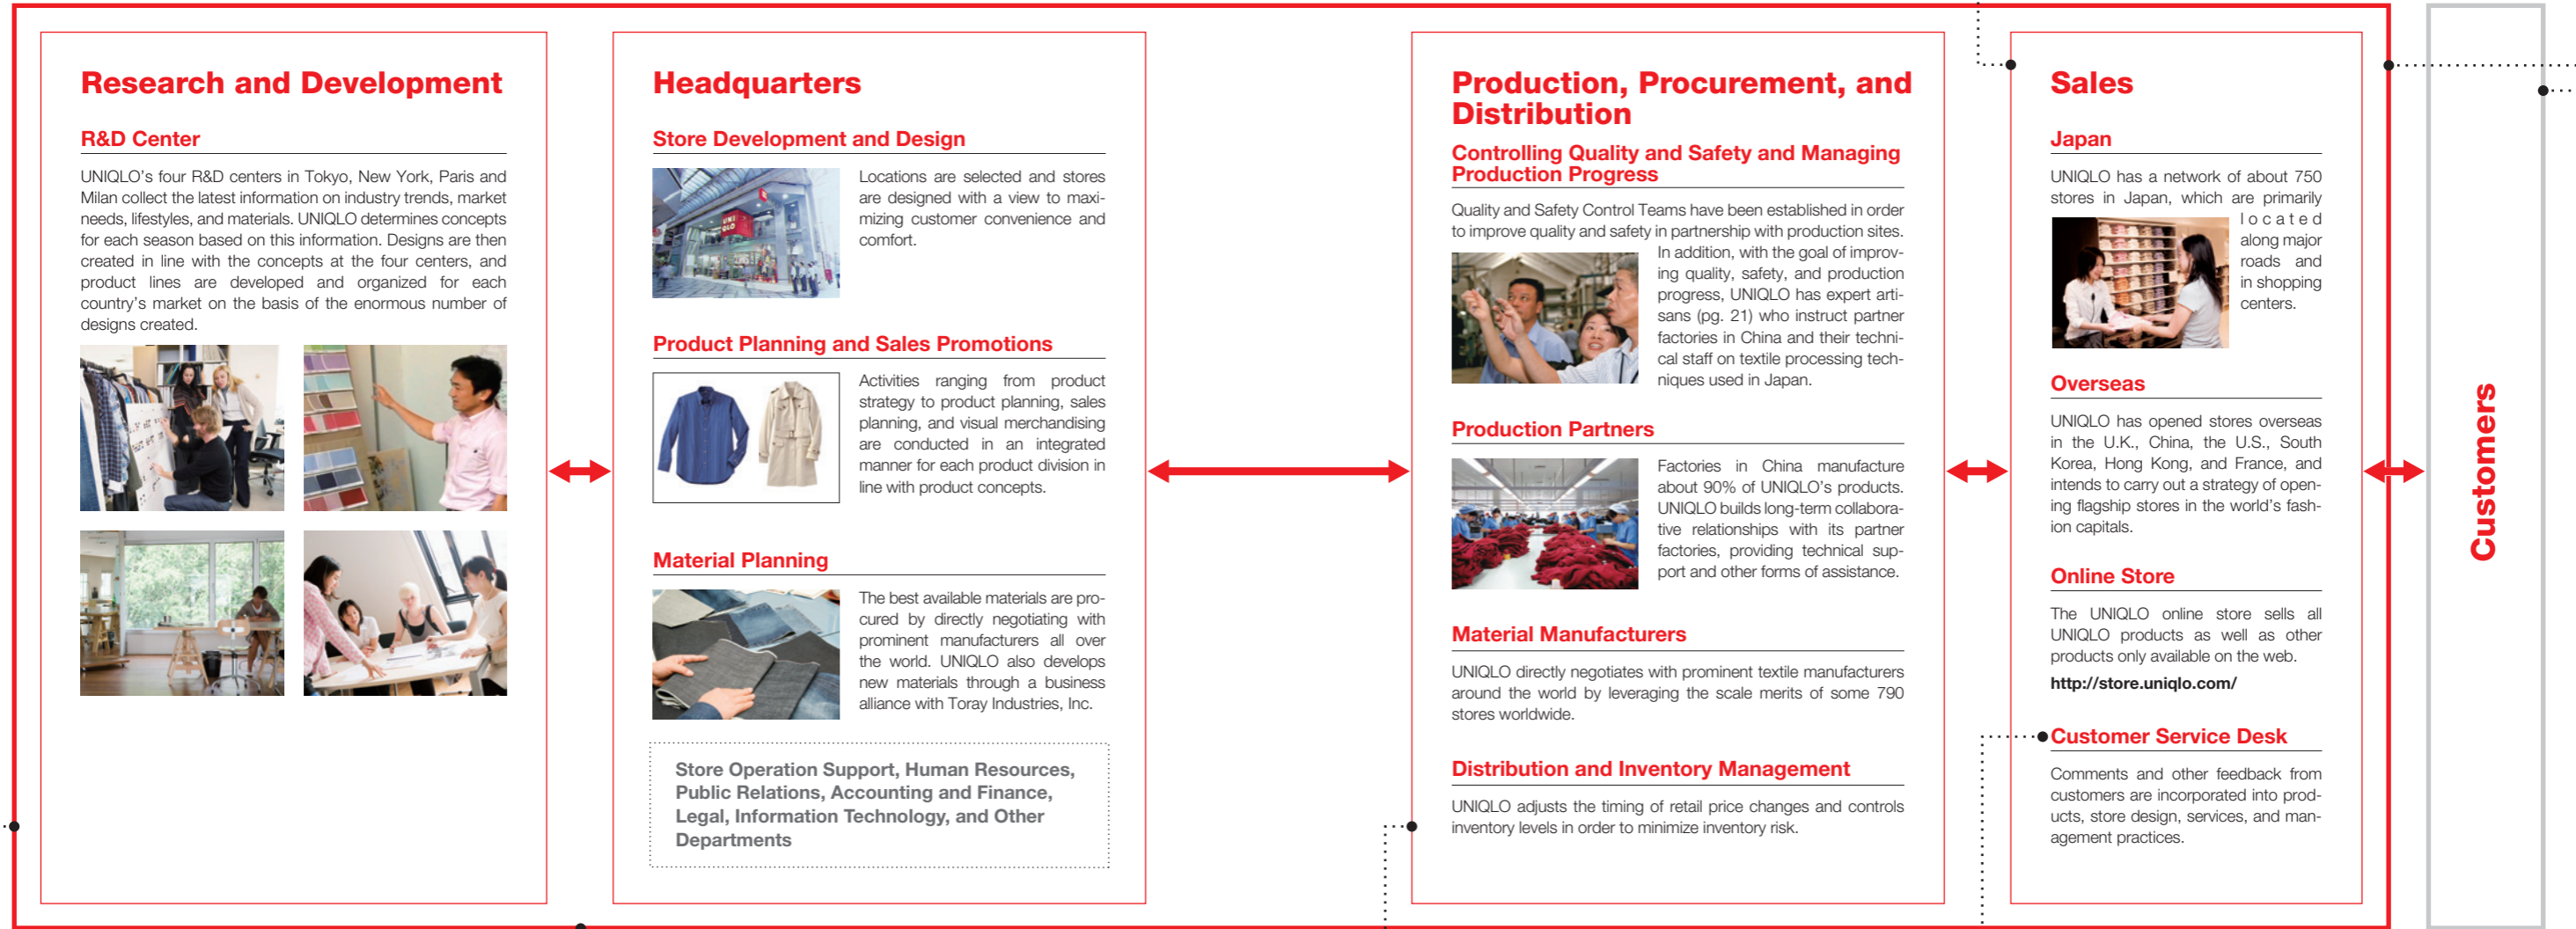 Research and Development
R&D Center
UNIQLO's four R&D centers in Tokyo, New York, Paris and
Milan collect the latest information on industry trends, market
needs, lifestyles, and materials. UNIQLO determines concepts
for each season based on this information. Designs are then
created in line with the concepts at the four centers, and
product lines are developed and organized for each
country's market on the basis of the enormous number of
designs created.
Headquarters
Store Development and Design
UNI
QLO
Locations are selected and stores
are designed with a view to maxi-
mizing customer convenience and
comfort.
Product Planning and Sales Promotions
Activities ranging from product
strategy to product planning, sales
planning, and visual merchandising
are conducted in an integrated
manner for each product division in
line with product concepts.
Material Planning
The best available materials are pro-
cured by directly negotiating with
prominent manufacturers all over
the world. UNIQLO also develops
new materials through a business
alliance with Toray Industries, Inc.
Store Operation Support, Human Resources,
Public Relations, Accounting and Finance,
Legal, Information Technology, and Other
Departments
Production, Procurement, and
Distribution
Controlling Quality and Safety and Managing
Production Progress
Quality and Safety Control Teams have been established in order
to improve quality and safety in partnership with production sites.
In addition, with the goal of improv-
ing quality, safety, and production
progress, UNIQLO has expert arti-
sans (pg. 21) who instruct partner
factories in China and their techni-
cal staff on textile processing tech-
niques used in Japan.
Production Partners
Factories in China manufacture
about 90% of UNIQLO's products.
UNIQLO builds long-term collabora-
tive relationships with its partner
factories, providing technical sup-
port and other forms of assistance.
Material Manufacturers
UNIQLO directly negotiates with prominent textile manufacturers
around the world by leveraging the scale merits of some 790
stores worldwide.
Distribution and Inventory Management
UNIQLO adjusts the timing of retail price changes and controls
inventory levels in order to minimize inventory risk.
Sales
Japan
UNIQLO has a network of about 750
stores in Japan, which are primarily
located
along major
roads and
in shopping
centers.
Overseas
UNIQLO has opened stores overseas
in the U.K., China, the U.S., South
Korea, Hong Kong, and France, and
intends to carry out a strategy of open-
ing flagship stores in the world's fash-
ion capitals.
Online Store
The UNIQLO online store sells all
UNIQLO products as well as other
products only available on the web.
http://store.uniqlo.com/
Customer Service Desk
Comments and other feedback from
customers are incorporated into prod-
ucts, store design, services, and man-
agement practices.
Customers